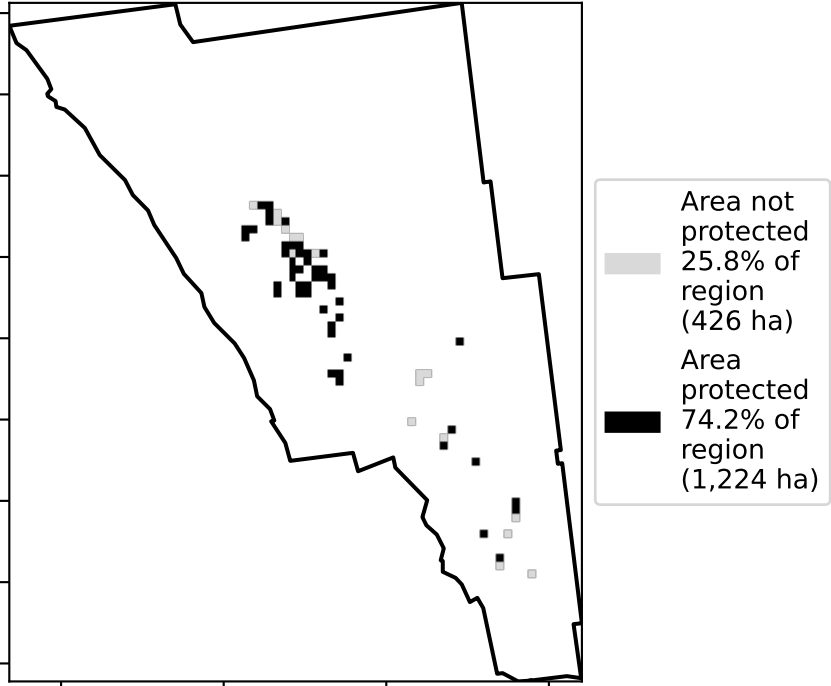 Area not
protected
25.8% of
region
(426 ha)
Area
protected
74.2% of
region
(1,224 ha)